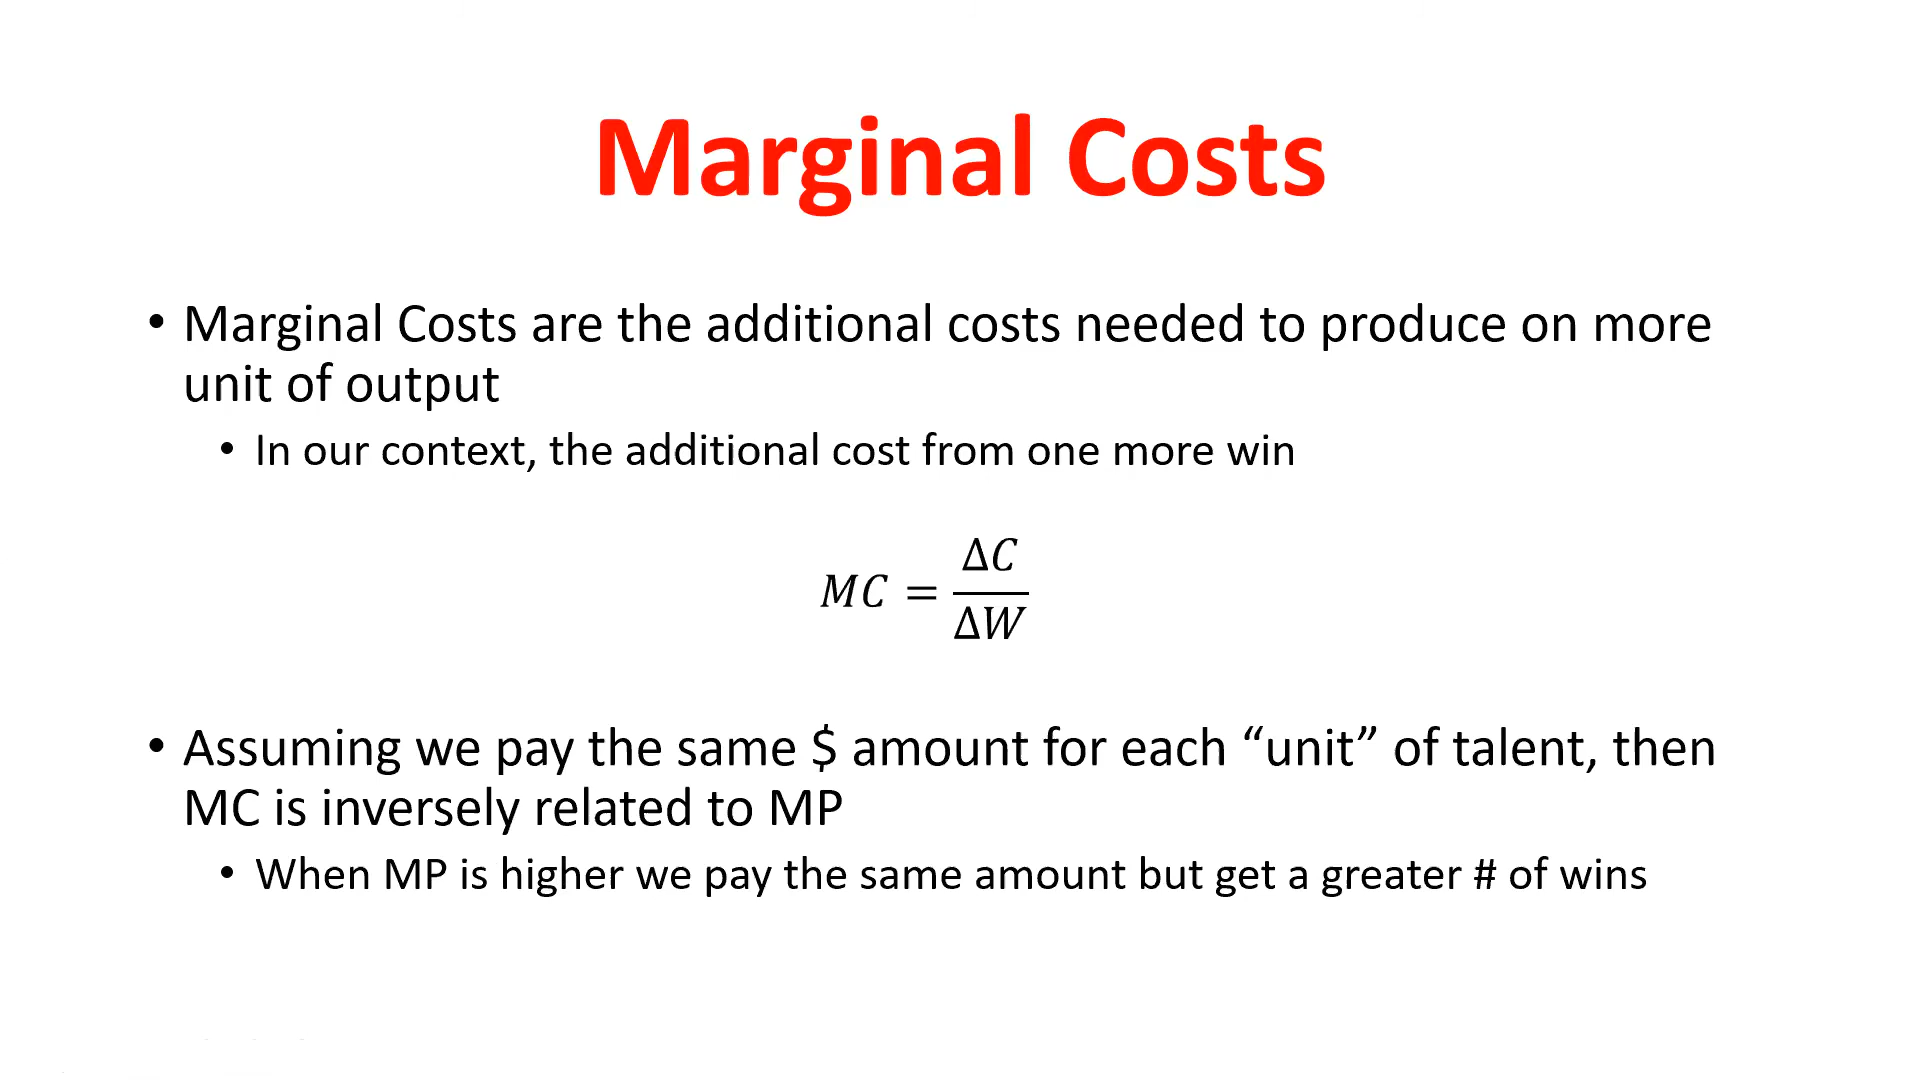 Marginal Costs
• Marginal Costs are the additional costs needed to produce on more
unit of output
• In our context, the additional cost from one more win
MC = ΔC/ΔW
• Assuming we pay the same $ amount for each “unit” of talent, then
MC is inversely related to MP
• When MP is higher we pay the same amount but get a greater # of wins